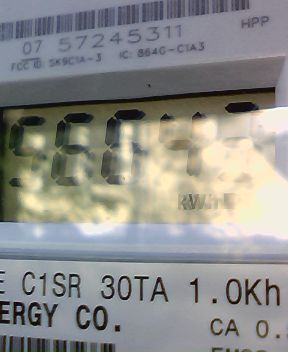 07 57245311
HPP
FCC ID: SK9C1A-3 IC: 864G-C1A3
KWH
E C1SR 30TA 1.0Kh
ERGY CO.
CA 0.